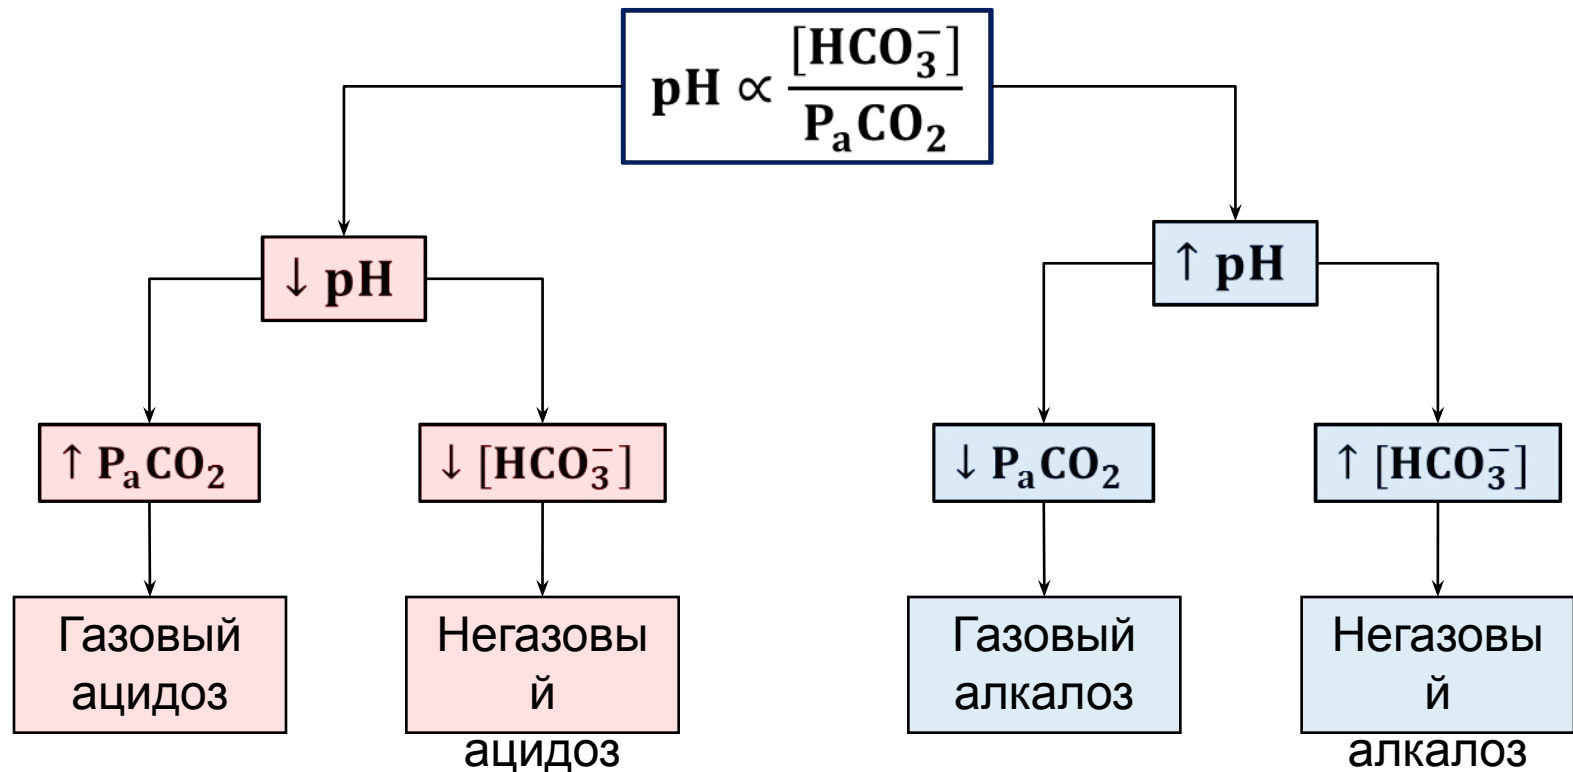 pH ∝ [HCO₃⁻] / PₐCO₂
↓ pH
↑ pH
↑ PₐCO₂
↓ [HCO₃⁻]
↓ PₐCO₂
↑ [HCO₃⁻]
Газовый
ацидоз
Негазовы
й
ацидоз
Газовый
алкалоз
Негазовы
й
алкалоз